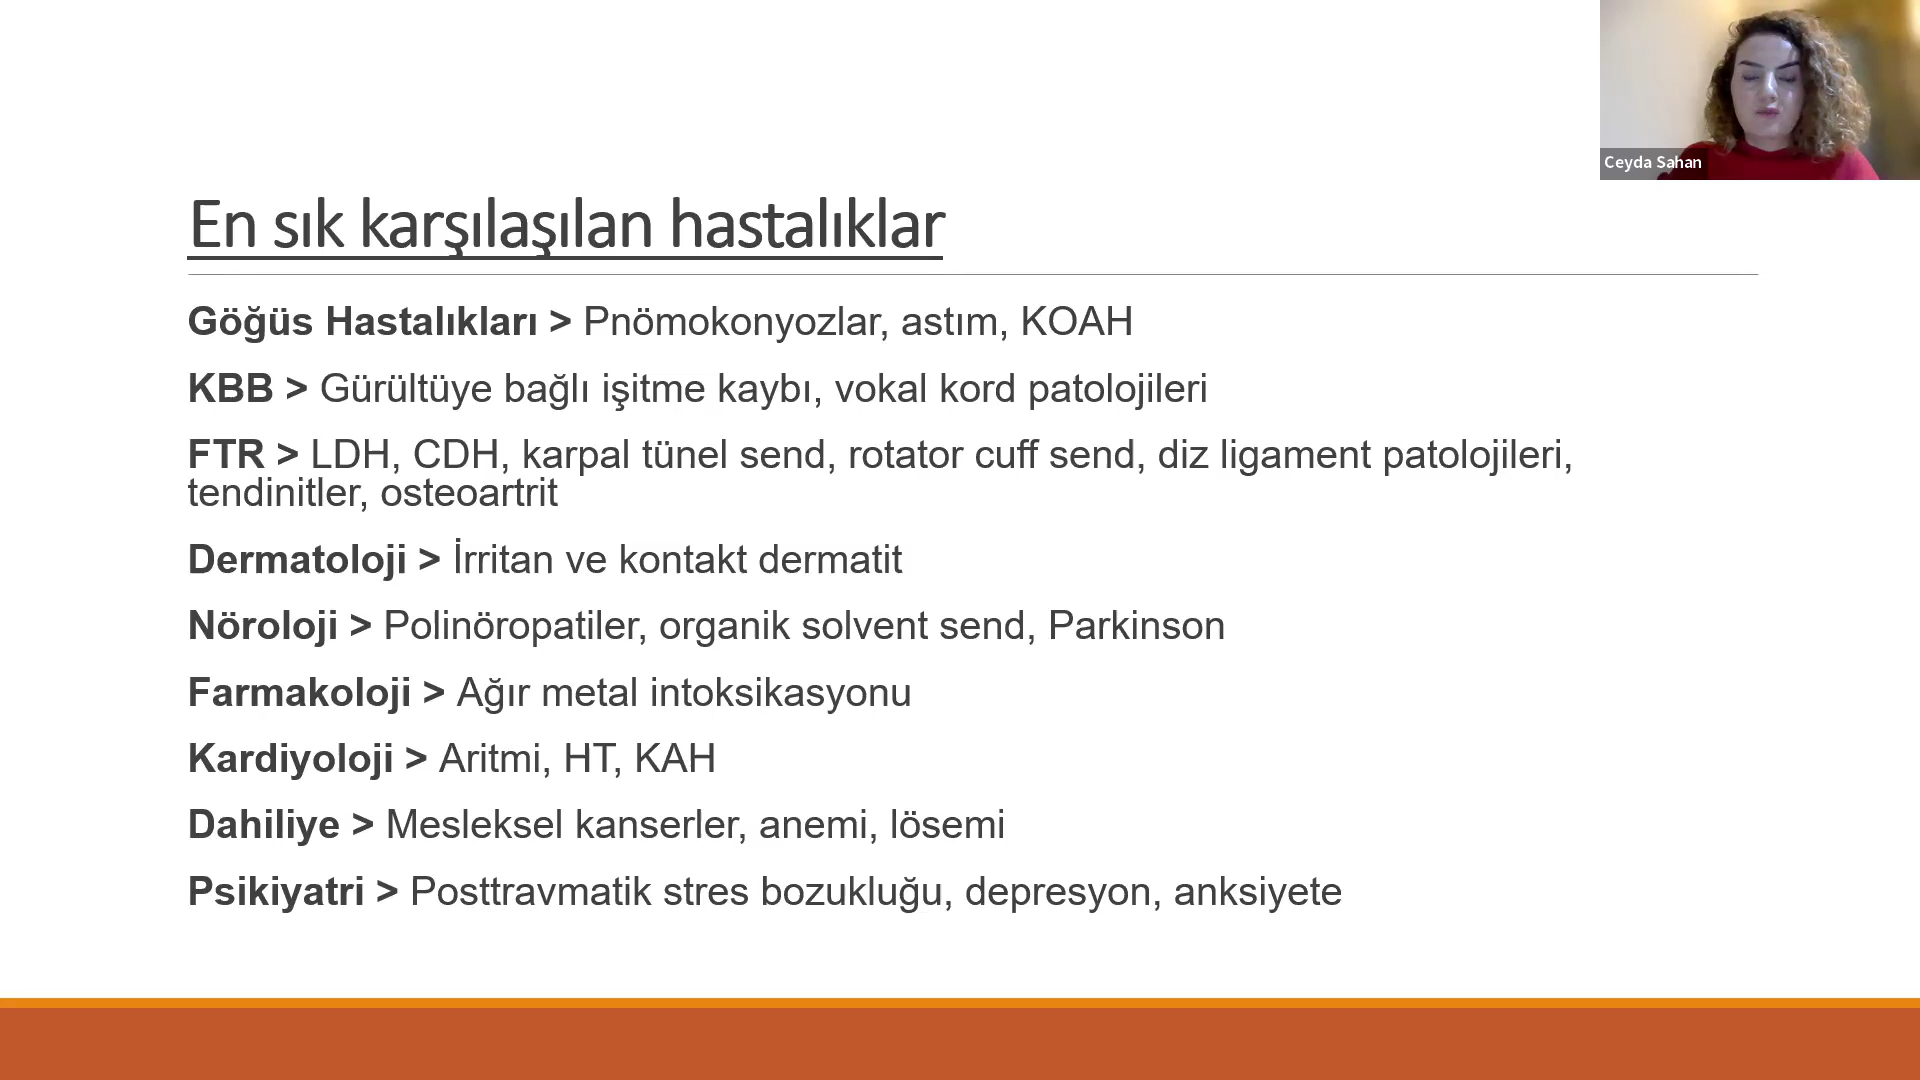 Ceyda Sahan
En sık karşılaşılan hastalıklar
Göğüs Hastalıkları > Pnömokonyozlar, astım, KOAH
KBB > Gürültüye bağlı işitme kaybı, vokal kord patolojileri
FTR > LDH, CDH, karpal tünel send, rotator cuff send, diz ligament patolojileri,
tendinitler, osteoartrit
Dermatoloji > İrritan ve kontakt dermatit
Nöroloji > Polinöropatiler, organik solvent send, Parkinson
Farmakoloji > Ağır metal intoksikasyonu
Kardiyoloji > Aritmi, HT, KAH
Dahiliye > Mesleksel kanserler, anemi, lösemi
Psikiyatri > Posttravmatik stres bozukluğu, depresyon, anksiyete